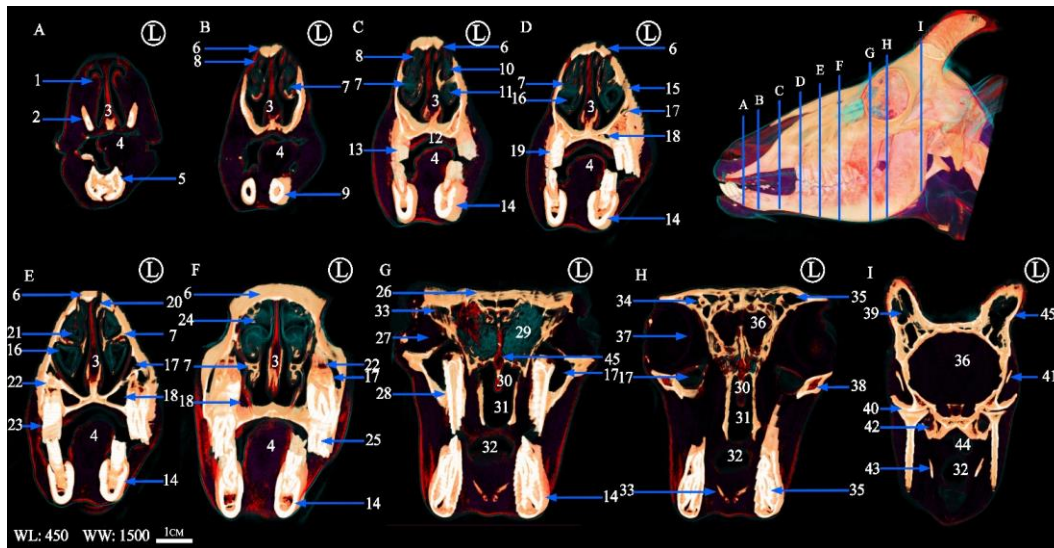 A L B L C L D L
6 8 7 3 4 9
1 2 3 4 5
6 8 10 7 11 3 12 13 4 14
6 7 15 16 3 17 18 19 4 14
A B C D E F G H I
E L F L G L H L I L
6 20 21 7 16 3 17 22 18 23 4 14
6 24 7 3 22 17 18 4 25 14
26 33 27 29 45 30 17 28 31 32 14
34 35 37 36 17 30 38 31 32 33 35
39 45 36 41 40 42 44 43 32
WL: 450 WW: 1500 1CM